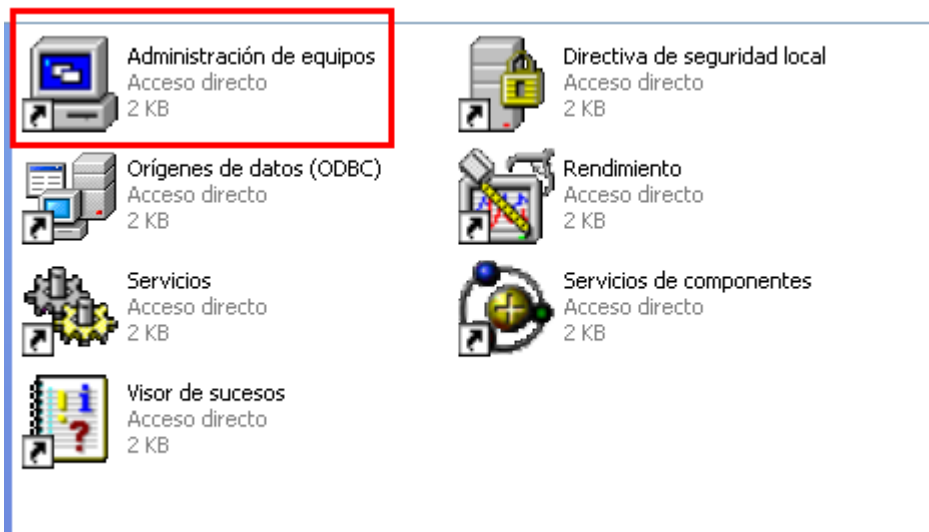 Administración de equipos
Acceso directo
2 KB
Directiva de seguridad local
Acceso directo
2 KB
Orígenes de datos (ODBC)
Acceso directo
2 KB
Rendimiento
Acceso directo
2 KB
Servicios
Acceso directo
2 KB
Servicios de componentes
Acceso directo
2 KB
Visor de sucesos
Acceso directo
2 KB